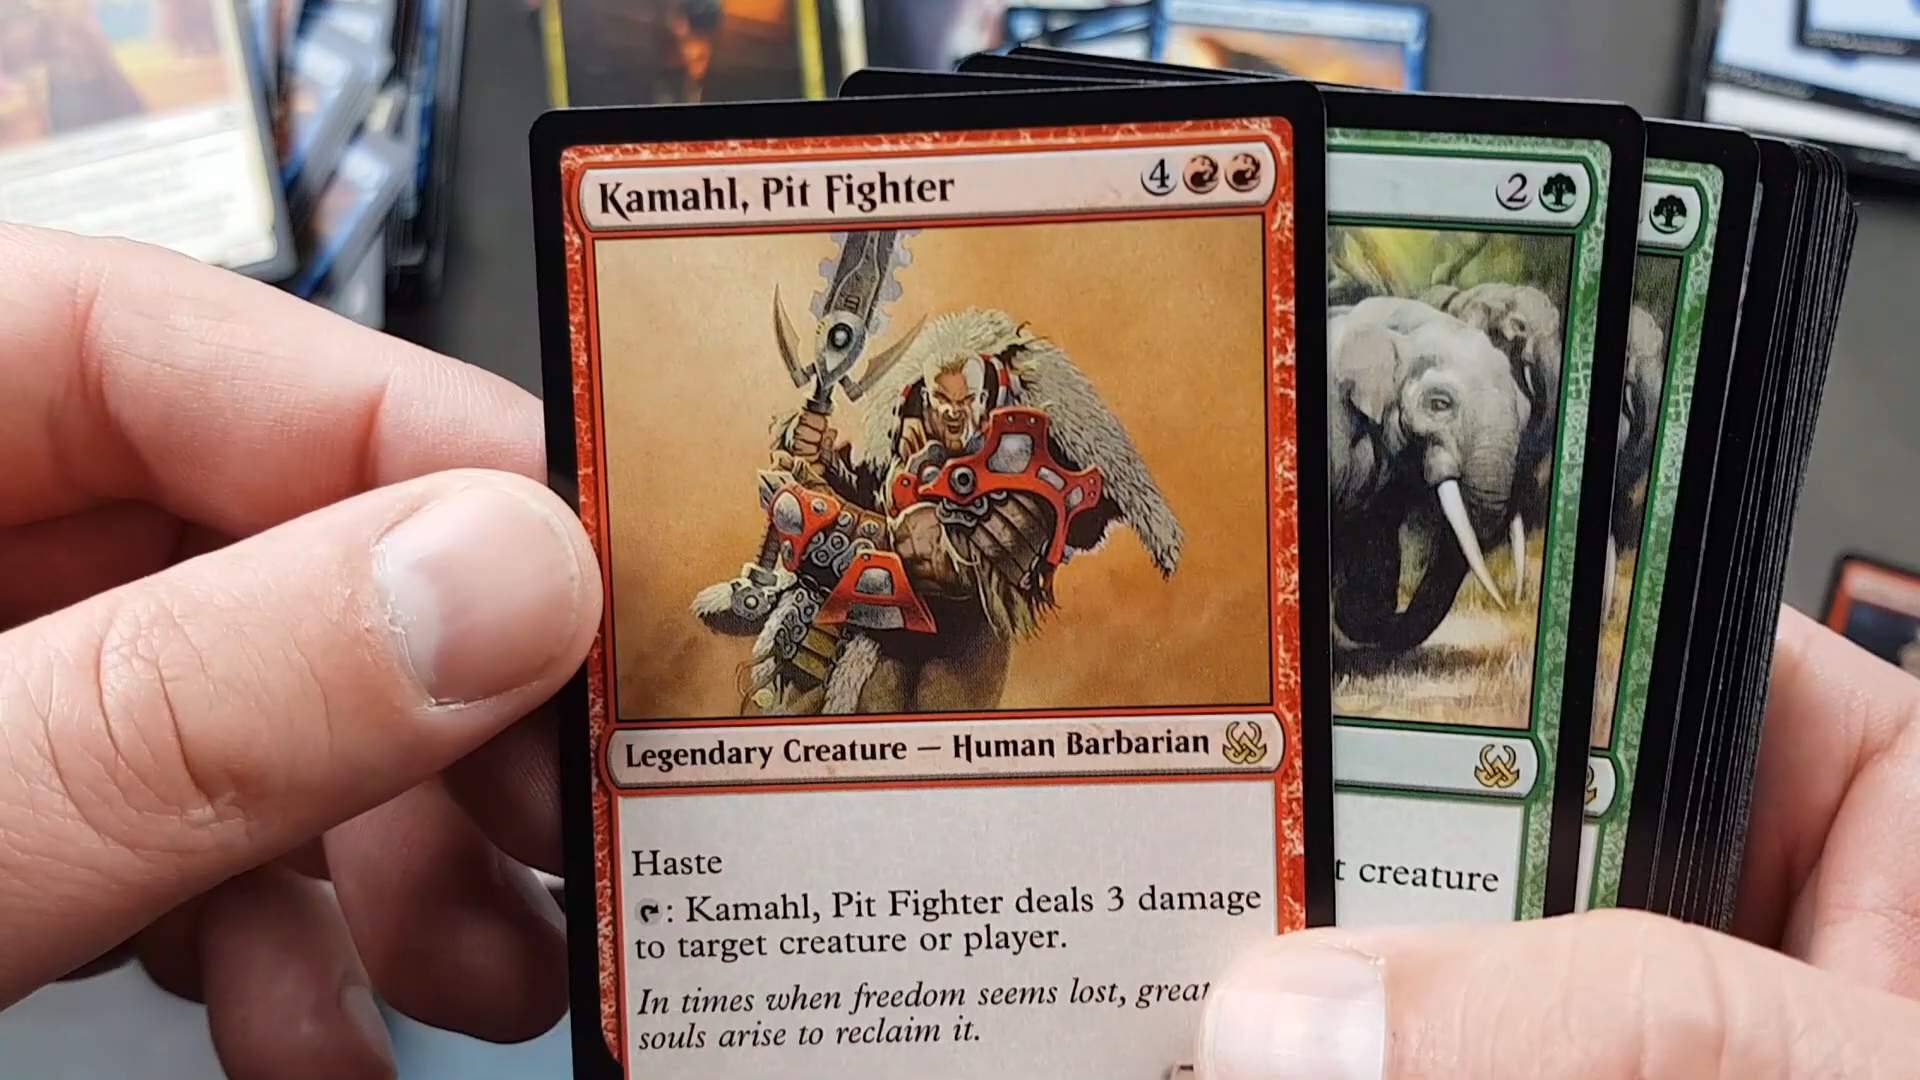 Kamahl, Pit Fighter 4
2
Legendary Creature — Human Barbarian
Haste
: Kamahl, Pit Fighter deals 3 damage
to target creature or player.
In times when freedom seems lost, great
souls arise to reclaim it.
creature